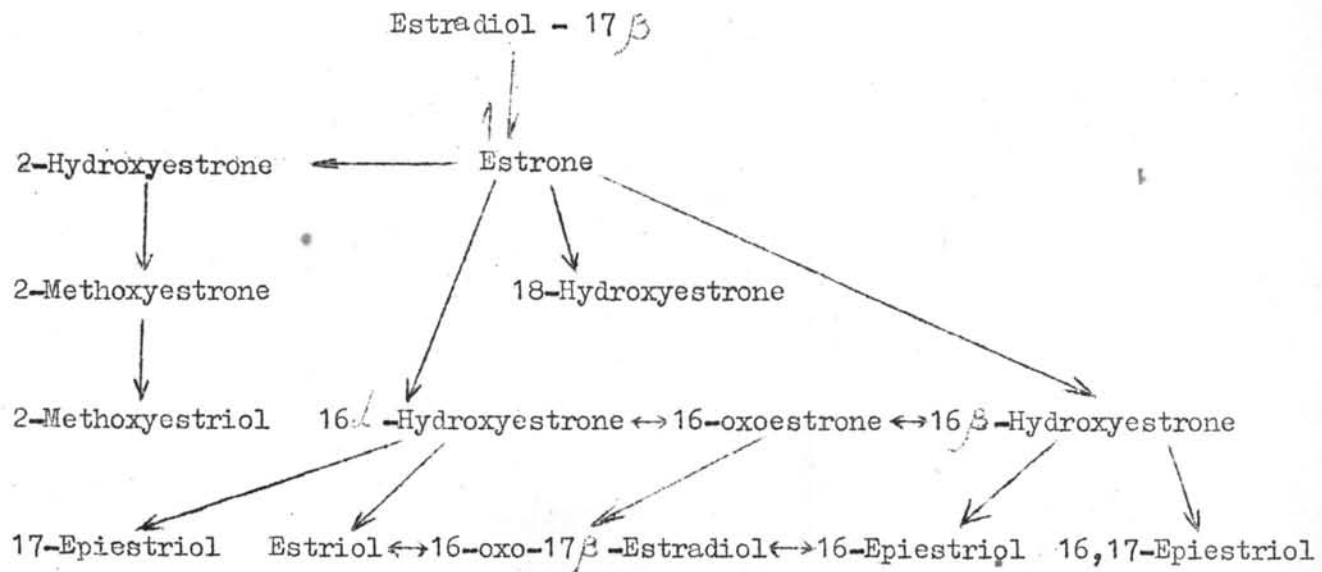 Estradiol - 17β
2-Hydroxyestrone Estrone
2-Methoxyestrone 18-Hydroxyestrone
2-Methoxyestriol 16α-Hydroxyestrone ↔ 16-oxoestrone ↔ 16β-Hydroxyestrone
17-Epiestriol Estriol ↔ 16-oxo-17β-Estradiol ↔ 16-Epiestriol 16,17-Epiestriol